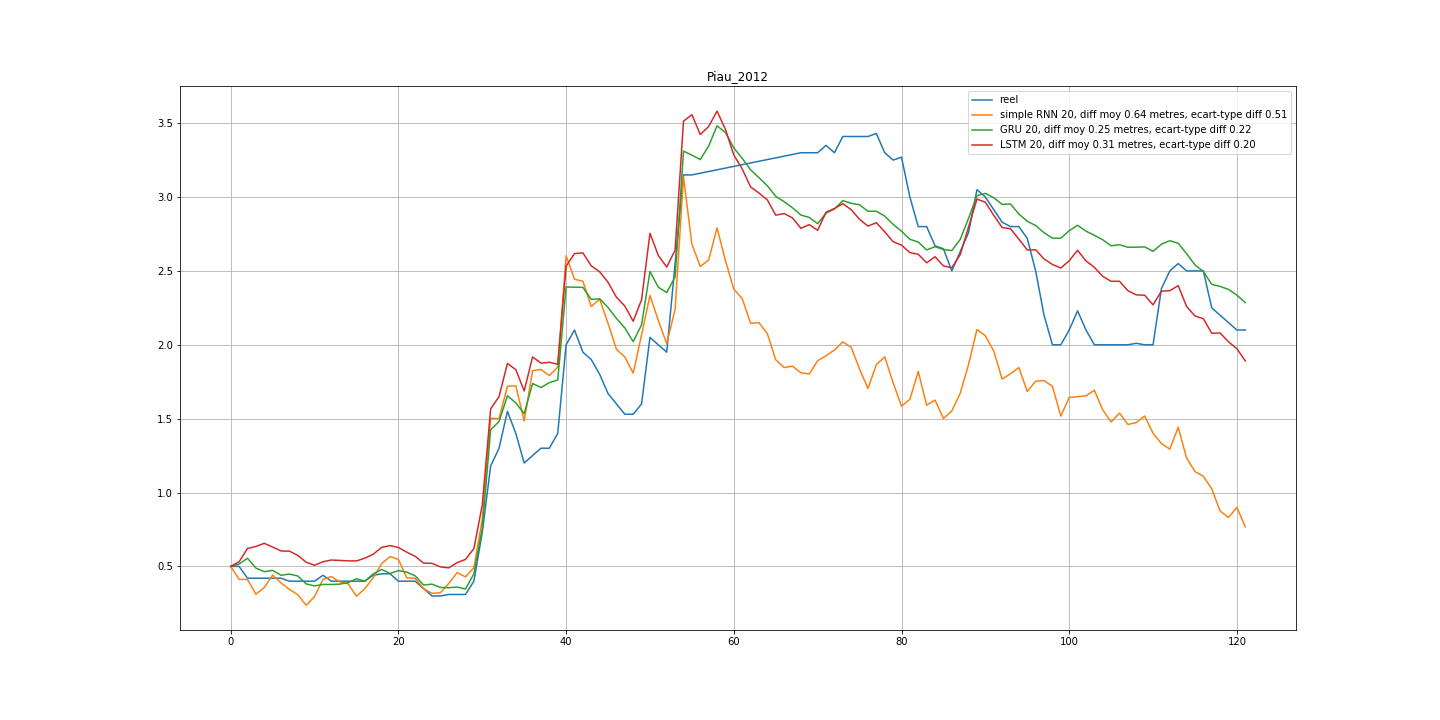 Piau_2012
reel
simple RNN 20, diff moy 0.64 metres, ecart-type diff 0.51
GRU 20, diff moy 0.25 metres, ecart-type diff 0.22
LSTM 20, diff moy 0.31 metres, ecart-type diff 0.20
3.5
3.0
2.5
2.0
1.5
1.0
0.5
0 20 40 60 80 100 120